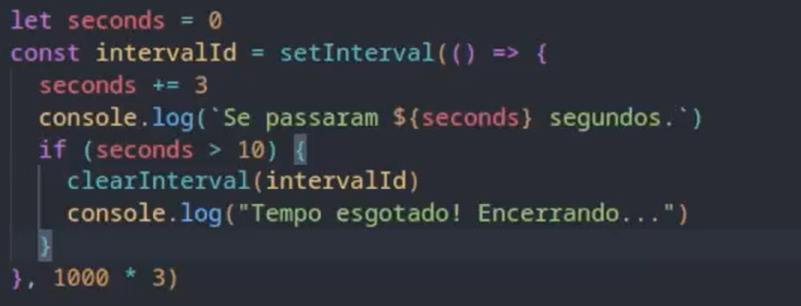 let seconds = 0
const intervalId = setInterval(() => {
  seconds += 3
  console.log(`Se passaram ${seconds} segundos.`)
  if (seconds > 10) {
    clearInterval(intervalId)
    console.log("Tempo esgotado! Encerrando...")
  }
}, 1000 * 3)